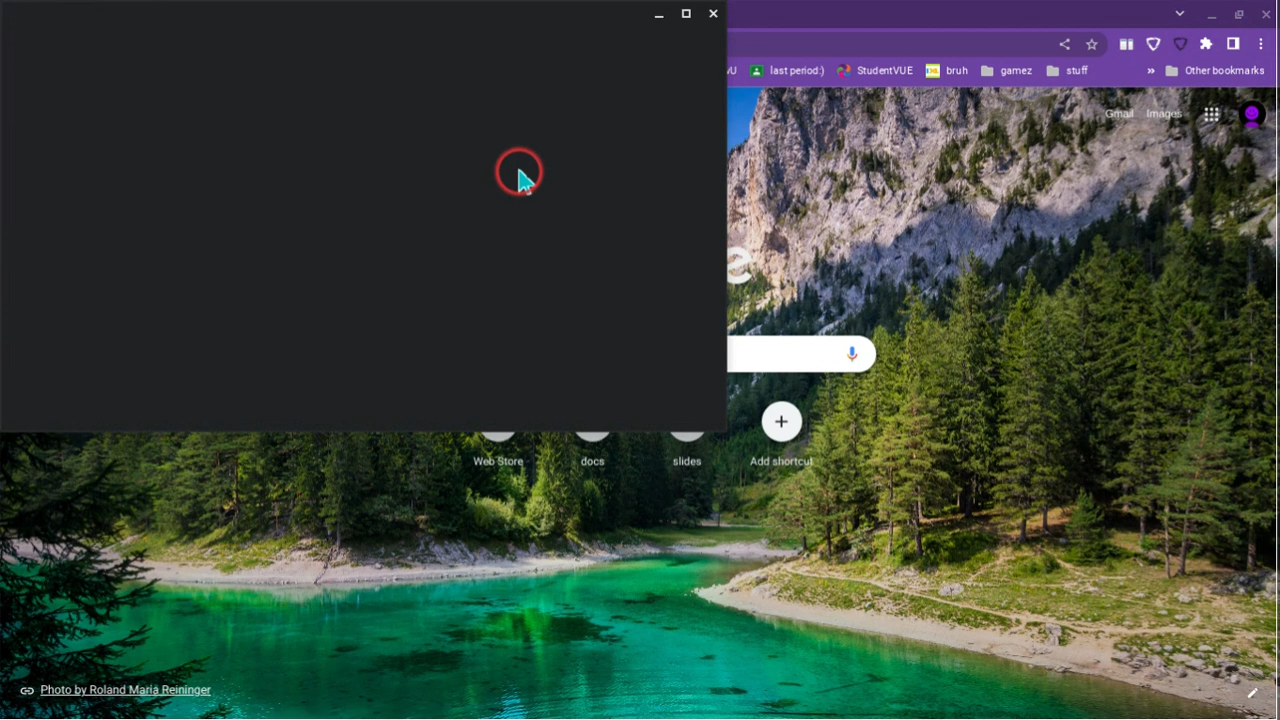 U
last period:)
StudentVUE
bruh
gamez
stuff
»
Other bookmarks
Gmail
Images
e
Web Store
docs
slides
Add shortcut
Photo by Roland Maria Reininger